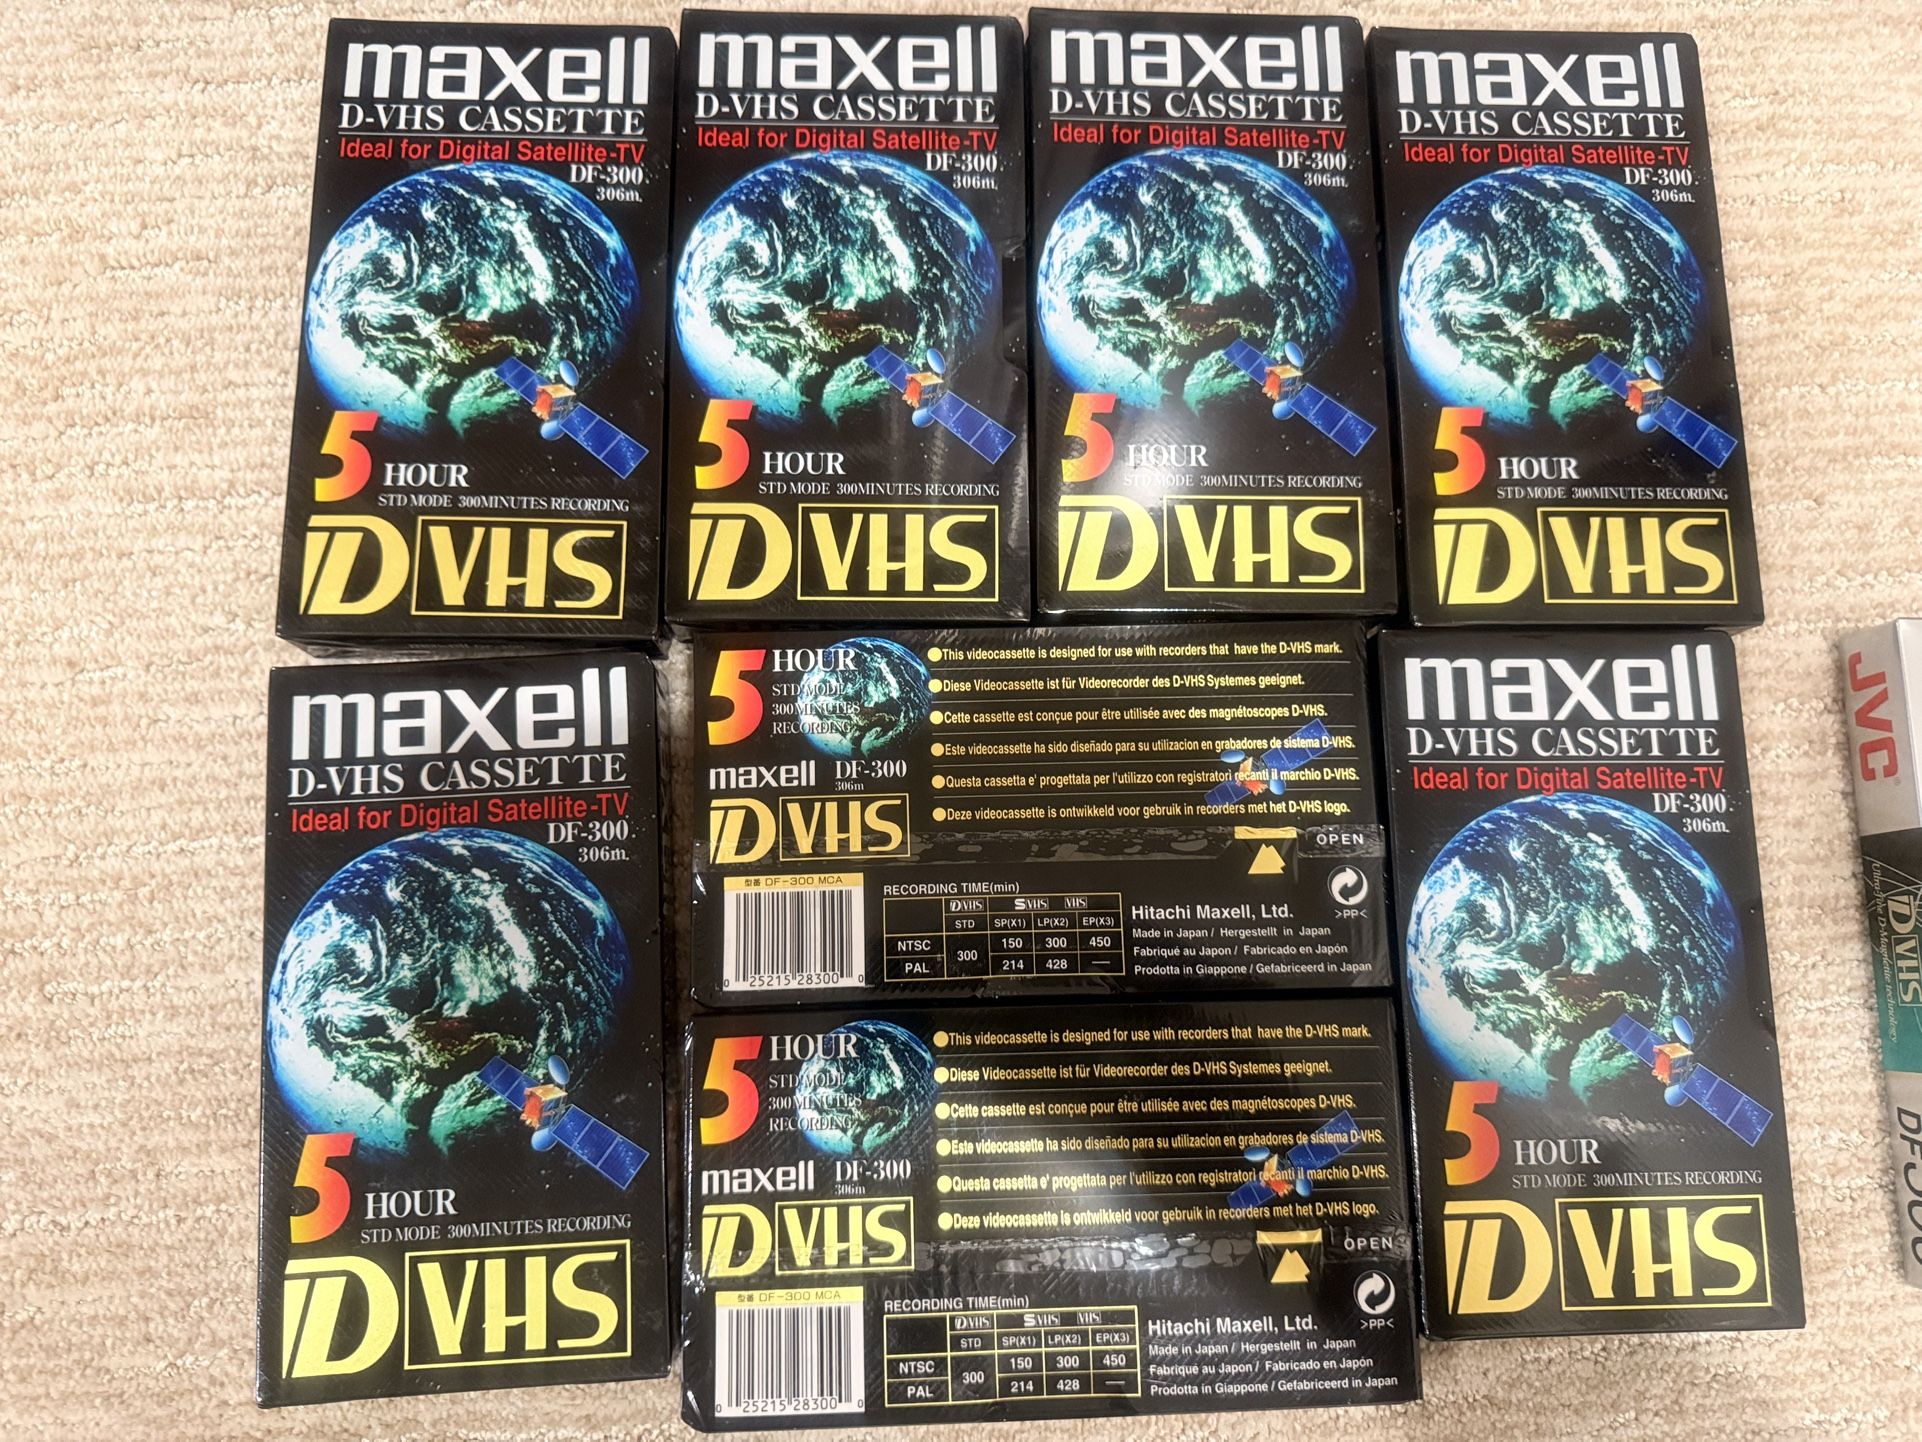 maxell
D-VHS CASSETTE
Ideal for Digital Satellite-TV
DF-300
306m.
5 HOUR
STD MODE 300MINUTES RECORDING
D VHS
maxell
D-VHS CASSETTE
Ideal for Digital Satellite-TV
DF-300
306m.
5 HOUR
STD MODE 300MINUTES RECORDING
D VHS
maxell
D-VHS CASSETTE
Ideal for Digital Satellite-TV
DF-300
306m.
5 HOUR
STD MODE 300MINUTES RECORDING
D VHS
maxell
D-VHS CASSETTE
Ideal for Digital Satellite-TV
DF-300
306m.
5 HOUR
STD MODE 300MINUTES RECORDING
D VHS
maxell
D-VHS CASSETTE
Ideal for Digital Satellite-TV
DF-300
306m.
5 HOUR
STD MODE 300MINUTES RECORDING
D VHS
5 HOUR
STD MODE
300MINUTES
RECORDING
maxell DF-300
306m
D VHS
This videocassette is designed for use with recorders that have the D-VHS mark.
Diese Videocassette ist für Videorecorder des D-VHS Systemes geeignet.
Cette cassette est conçue pour être utilisée avec des magnétoscopes D-VHS.
Este videocassette ha sido diseñado para su utilizacion en grabadores de sistema D-VHS.
Questa cassetta e' progettata per l'utilizzo con registratori recanti il marchio D-VHS.
Deze videocassette is ontwikkeld voor gebruik in recorders met het D-VHS logo.
OPEN
型番 DF-300 MCA
0 25215 28300 0
RECORDING TIME(min)
D VHS S VHS VHS
STD SP(X1) LP(X2) EP(X3)
NTSC 300 150 300 450
PAL 214 428 —
Hitachi Maxell, Ltd.
Made in Japan / Hergestellt in Japan
Fabriqué au Japon / Fabricado en Japón
Prodotta in Giappone / Gefabriceerd in Japan
>PP<
5 HOUR
STD MODE
300MINUTES
RECORDING
maxell DF-300
306m
D VHS
This videocassette is designed for use with recorders that have the D-VHS mark.
Diese Videocassette ist für Videorecorder des D-VHS Systemes geeignet.
Cette cassette est conçue pour être utilisée avec des magnétoscopes D-VHS.
Este videocassette ha sido diseñado para su utilizacion en grabadores de sistema D-VHS.
Questa cassetta e' progettata per l'utilizzo con registratori recanti il marchio D-VHS.
Deze videocassette is ontwikkeld voor gebruik in recorders met het D-VHS logo.
OPEN
型番 DF-300 MCA
0 25215 28300 0
RECORDING TIME(min)
D VHS S VHS VHS
STD SP(X1) LP(X2) EP(X3)
NTSC 300 150 300 450
PAL 214 428 —
Hitachi Maxell, Ltd.
Made in Japan / Hergestellt in Japan
Fabriqué au Japon / Fabricado en Japón
Prodotta in Giappone / Gefabriceerd in Japan
>PP<
maxell
D-VHS CASSETTE
Ideal for Digital Satellite-TV
DF-300
306m.
5 HOUR
STD MODE 300MINUTES RECORDING
D VHS
JVC
D VHS